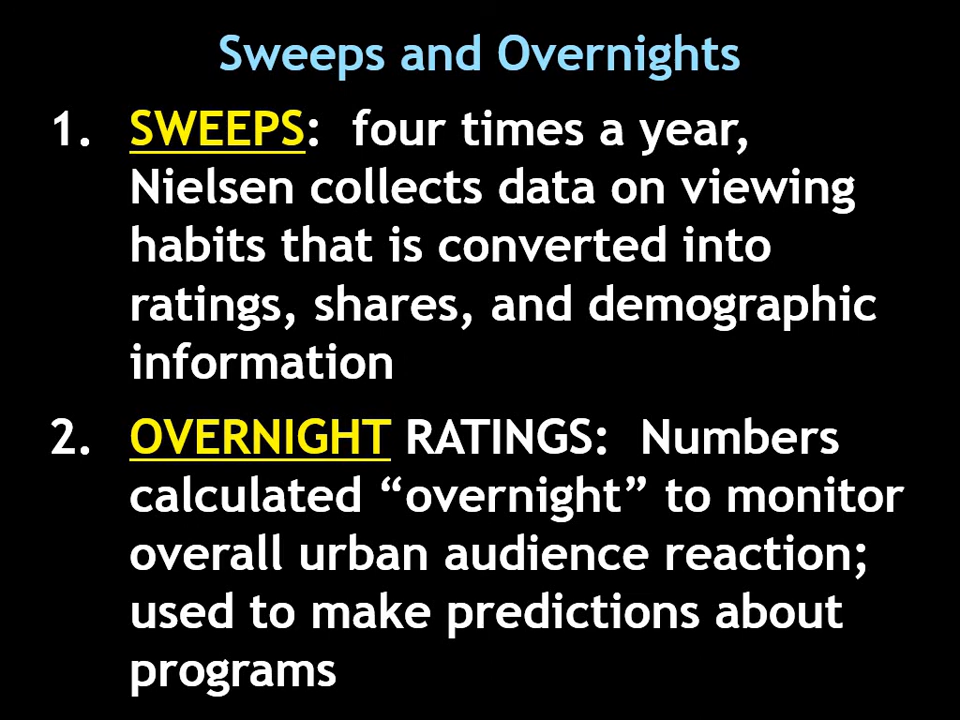 Sweeps and Overnights
1. SWEEPS: four times a year,
Nielsen collects data on viewing
habits that is converted into
ratings, shares, and demographic
information
2. OVERNIGHT RATINGS: Numbers
calculated “overnight” to monitor
overall urban audience reaction;
used to make predictions about
programs